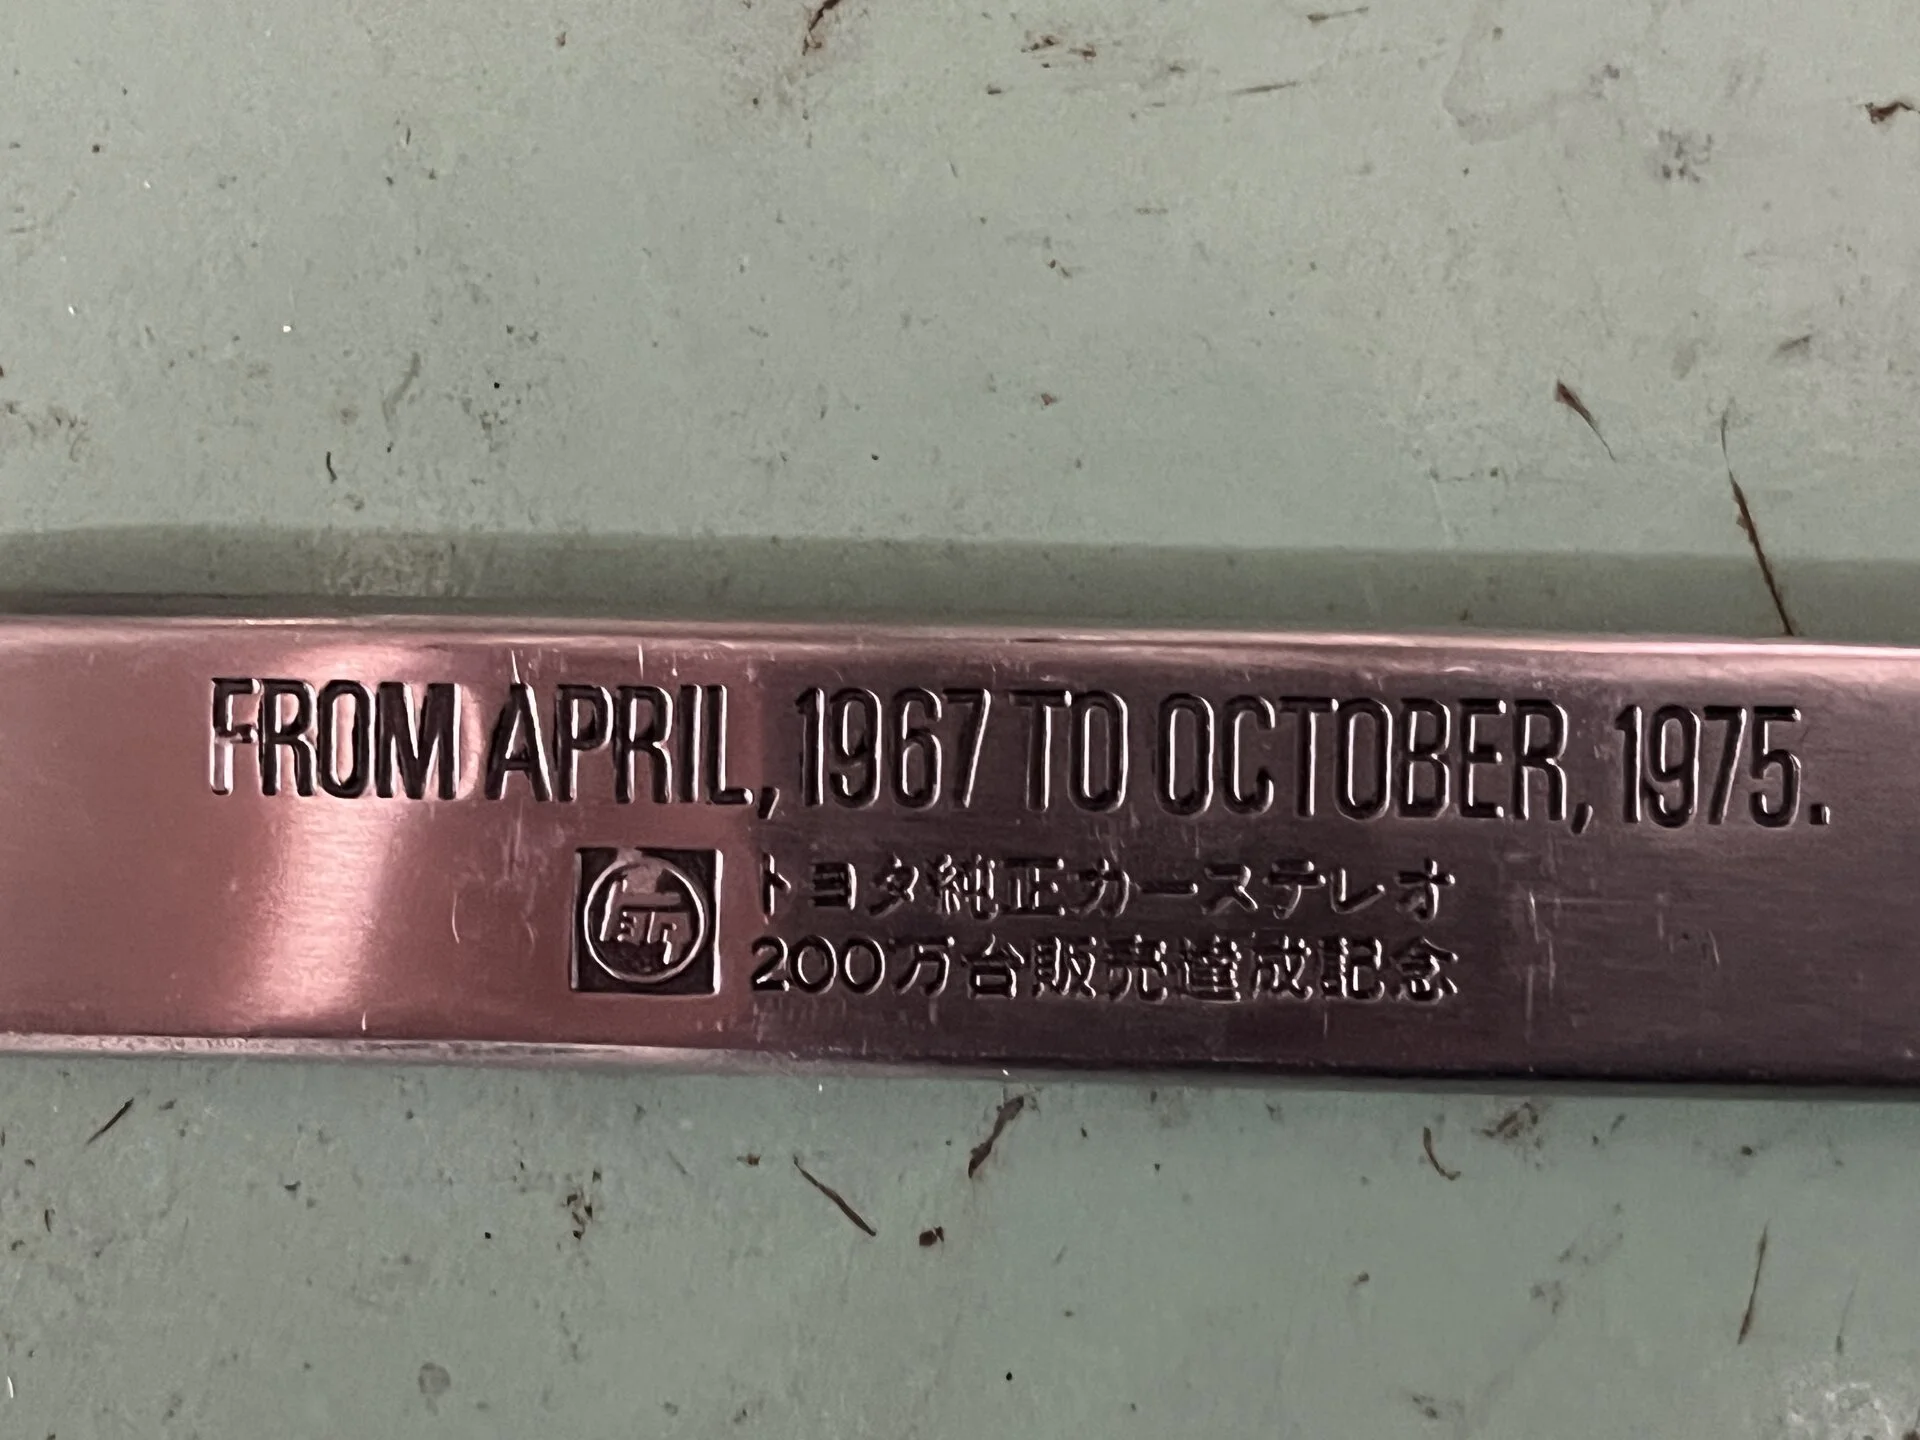 FROM APRIL, 1967 TO OCTOBER, 1975.
トヨタ純正カーステレオ
200万台販売達成記念